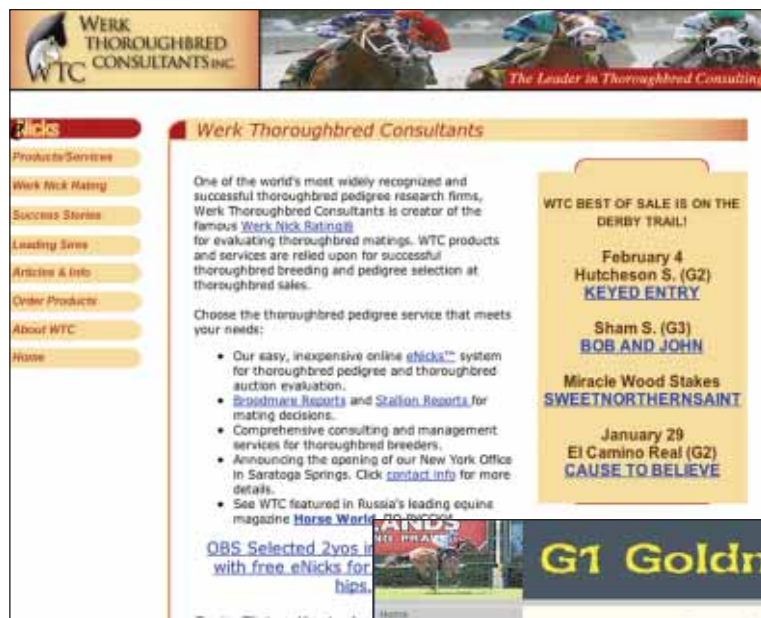 WERK
THOROUGHBRED
CONSULTANTS INC
WTC
The Leader in Thoroughbred Consulting
eNicks
Products/Services
Werk Nick Rating
Success Stories
Leading Sires
Articles & Info
Order Products
About WTC
Home
Werk Thoroughbred Consultants
One of the world's most widely recognized and
successful thoroughbred pedigree research firms,
Werk Thoroughbred Consultants is creator of the
famous Werk Nick Rating®
for evaluating thoroughbred matings. WTC products
and services are relied upon for successful
thoroughbred breeding and pedigree selection at
thoroughbred sales.
Choose the thoroughbred pedigree service that meets
your needs:
• Our easy, inexpensive online eNicks™ system
for thoroughbred pedigree and thoroughbred
auction evaluation.
• Broodmare Reports and Stallion Reports for
mating decisions.
• Comprehensive consulting and management
services for thoroughbred breeders.
• Announcing the opening of our New York Office
in Saratoga Springs. Click contact info for more
details.
• See WTC featured in Russia's leading equine
magazine Horse World. ПО-РУССКИ
OBS Selected 2yos
with free eNicks for
hips.
WTC BEST OF SALE IS ON THE
DERBY TRAIL!
February 4
Hutcheson S. (G2)
KEYED ENTRY
Sham S. (G3)
BOB AND JOHN
Miracle Wood Stakes
SWEETNORTHERNSAINT
January 29
El Camino Real (G2)
CAUSE TO BELIEVE
LANDS
G1 Goldn
Home